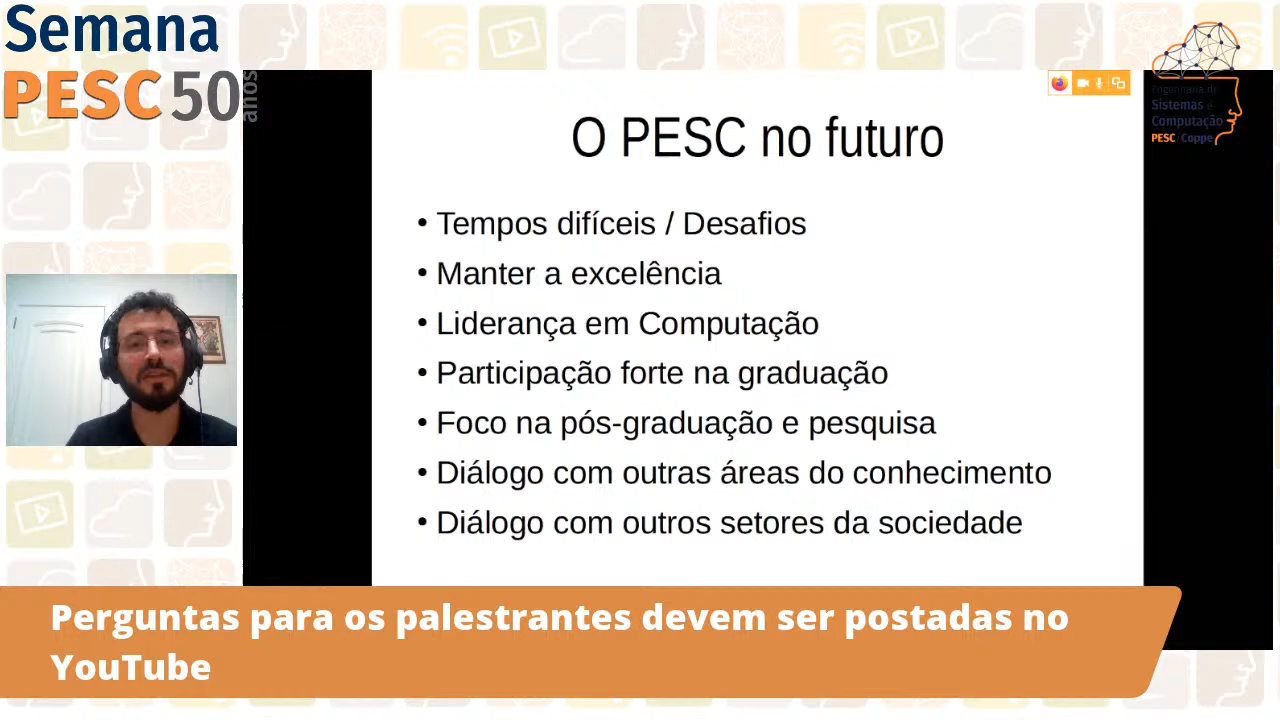 Semana
PESC 50
anos
Engenharia de
Sistemas e
Computação
PESC/Coppe
O PESC no futuro
• Tempos difíceis / Desafios
• Manter a excelência
• Liderança em Computação
• Participação forte na graduação
• Foco na pós-graduação e pesquisa
• Diálogo com outras áreas do conhecimento
• Diálogo com outros setores da sociedade
Perguntas para os palestrantes devem ser postadas no
YouTube